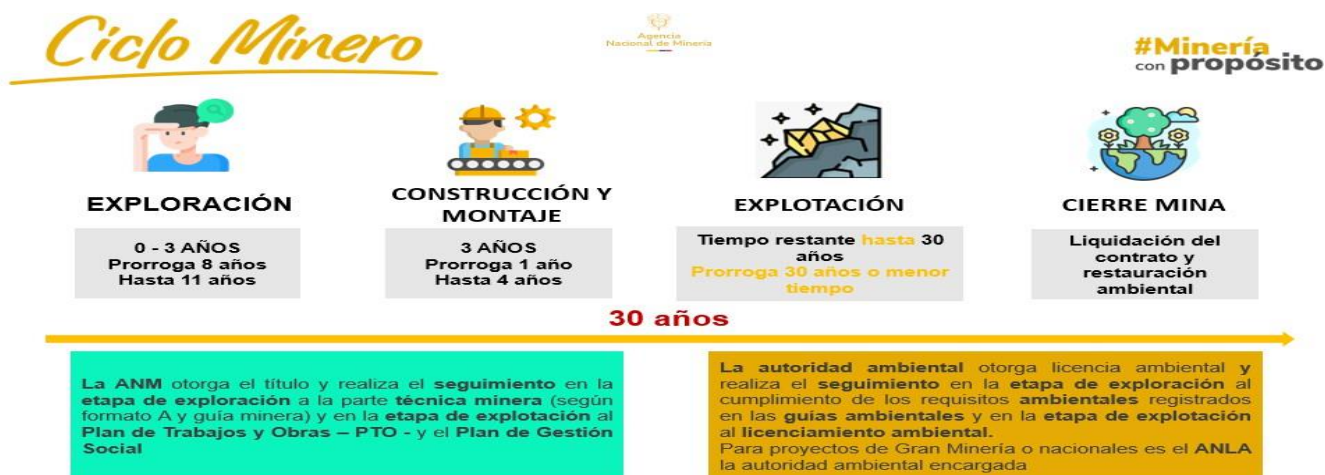 Ciclo Minero
Agencia
Nacional de Minería
#Minería
con propósito
EXPLORACIÓN
0 - 3 AÑOS
Prorroga 8 años
Hasta 11 años
CONSTRUCCIÓN Y
MONTAJE
3 AÑOS
Prorroga 1 año
Hasta 4 años
EXPLOTACIÓN
Tiempo restante hasta 30
años
Prorroga 30 años o menor
tiempo
CIERRE MINA
Liquidación del
contrato y
restauración
ambiental
30 años
La ANM otorga el título y realiza el seguimiento en la
etapa de exploración a la parte técnica minera (según
formato A y guía minera) y en la etapa de explotación al
Plan de Trabajos y Obras – PTO - y el Plan de Gestión
Social
La autoridad ambiental otorga licencia ambiental y
realiza el seguimiento en la etapa de exploración al
cumplimiento de los requisitos ambientales registrados
en las guías ambientales y en la etapa de explotación
al licenciamiento ambiental.
Para proyectos de Gran Minería o nacionales es el ANLA
la autoridad ambiental encargada